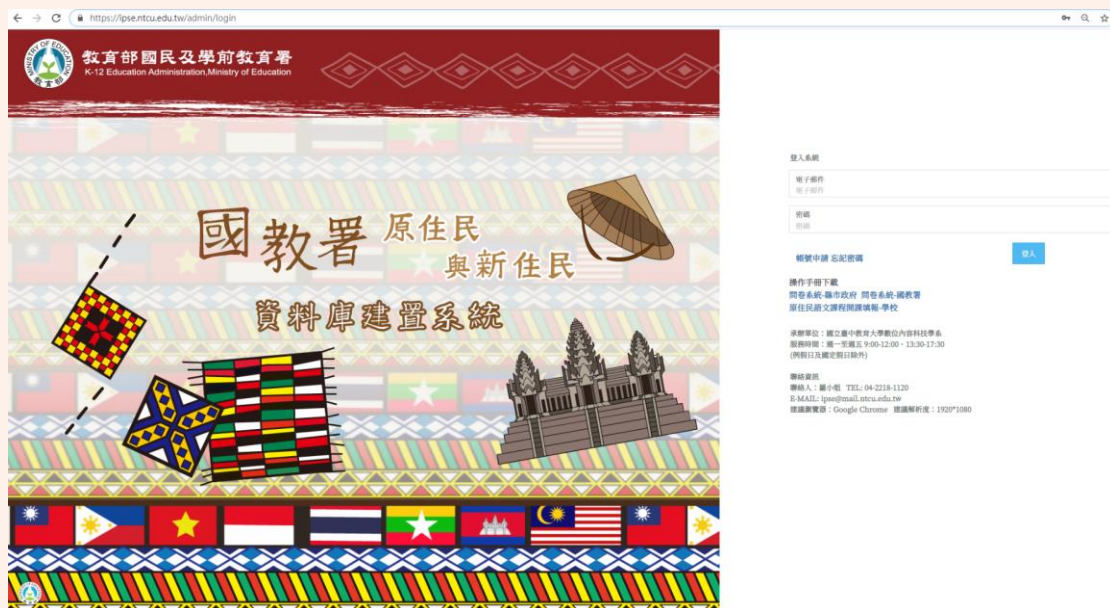 https://ipse.ntcu.edu.tw/admin/login
MINISTRY OF EDUCATION
教育部
教育部國民及學前教育署
K-12 Education Administration,Ministry of Education
國教署 原住民
與新住民
資料庫建置系統
登入系統
電子郵件
電子郵件
密碼
密碼
帳號申請 忘記密碼
登入
操作手冊下載
問卷系統-縣市政府 問卷系統-國教署
原住民語文課程開課填報-學校
承辦單位：國立臺中教育大學數位內容科技學系
服務時間：週一至週五 9:00-12:00、13:30-17:30
(例假日及國定假日除外)
聯絡資訊
聯絡人：羅小姐 TEL: 04-2218-1120
E-MAIL: ipse@mail.ntcu.edu.tw
建議瀏覽器：Google Chrome 建議解析度：1920*1080